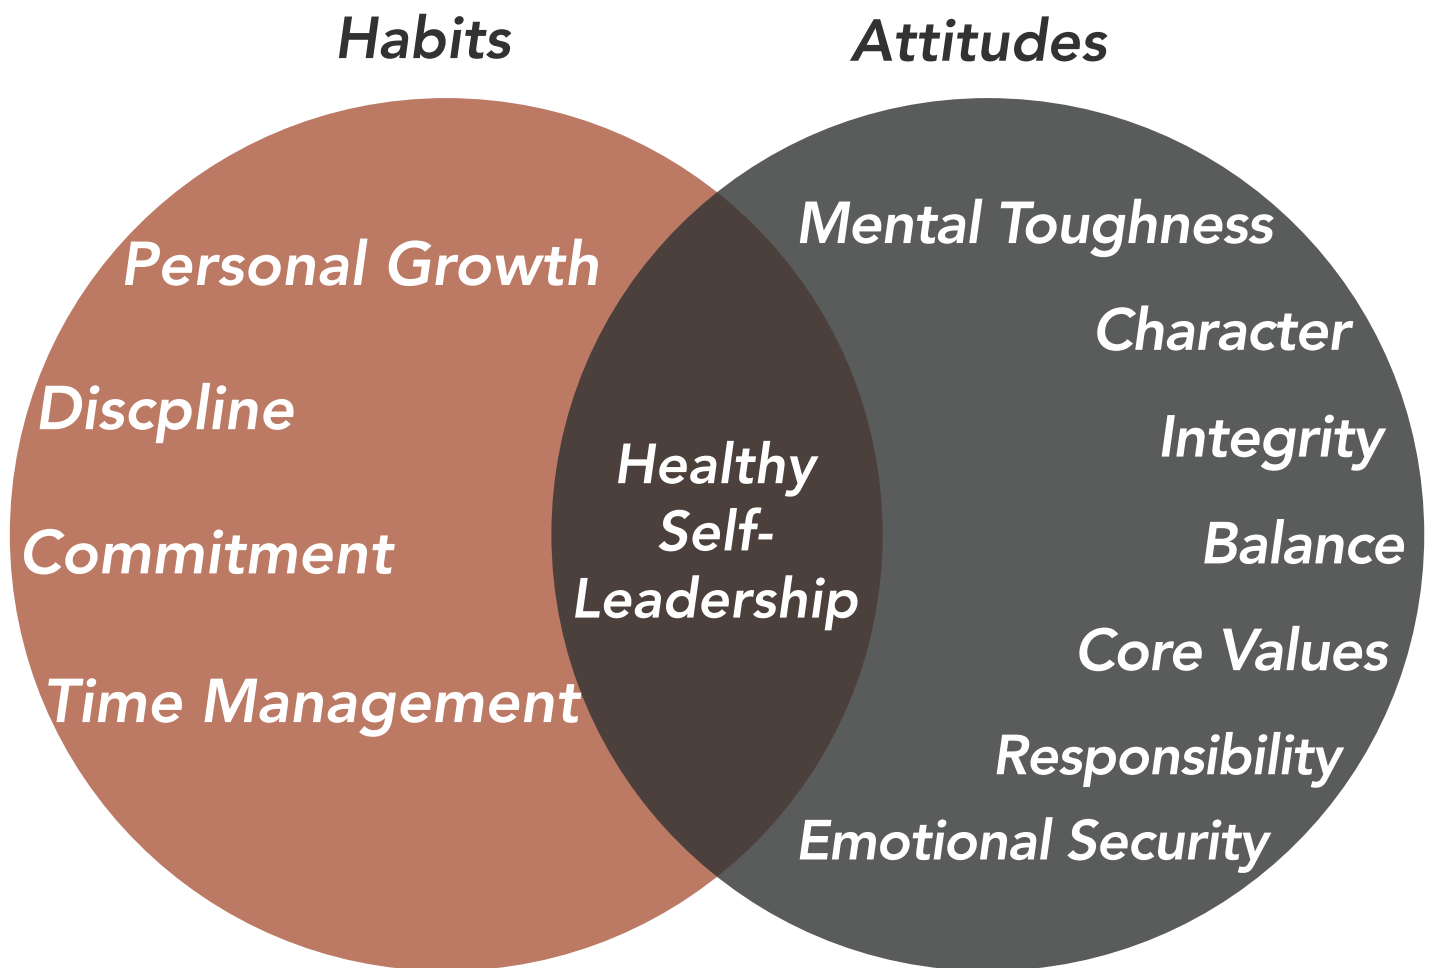 Habits
Attitudes
Personal Growth
Discpline
Commitment
Time Management
Healthy
Self-
Leadership
Mental Toughness
Character
Integrity
Balance
Core Values
Responsibility
Emotional Security